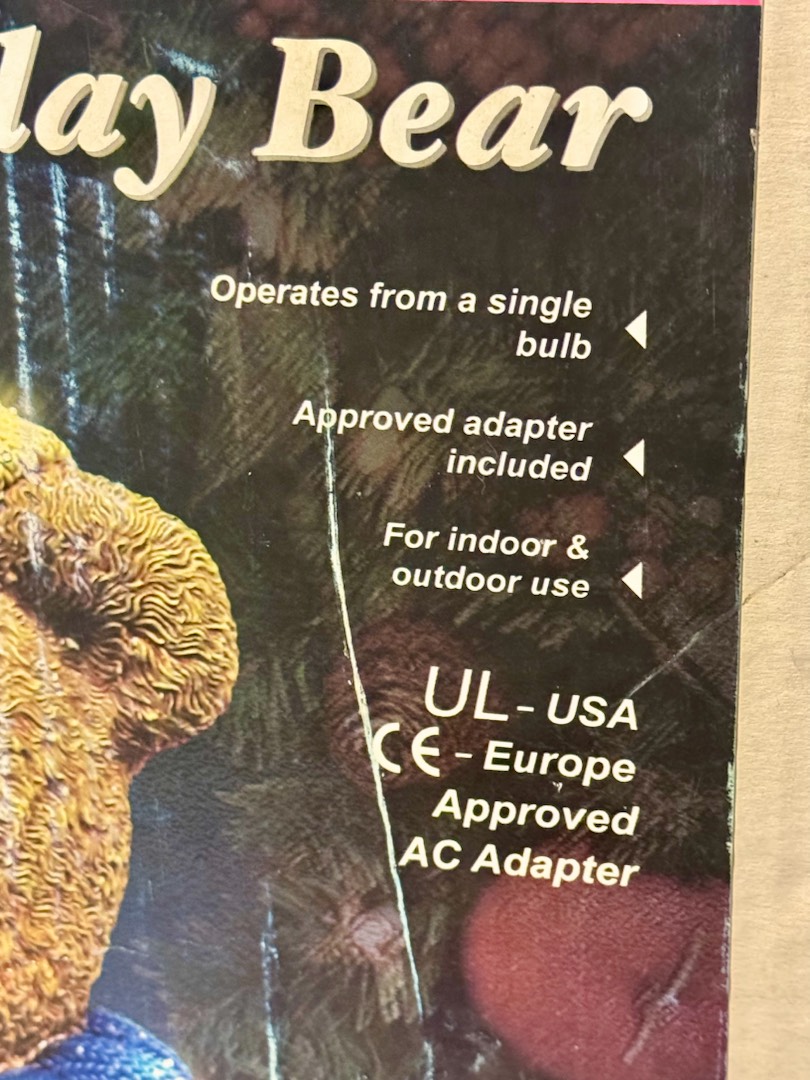 lay Bear
Operates from a single
bulb
Approved adapter
included
For indoor &
outdoor use
UL - USA
CE - Europe
Approved
AC Adapter